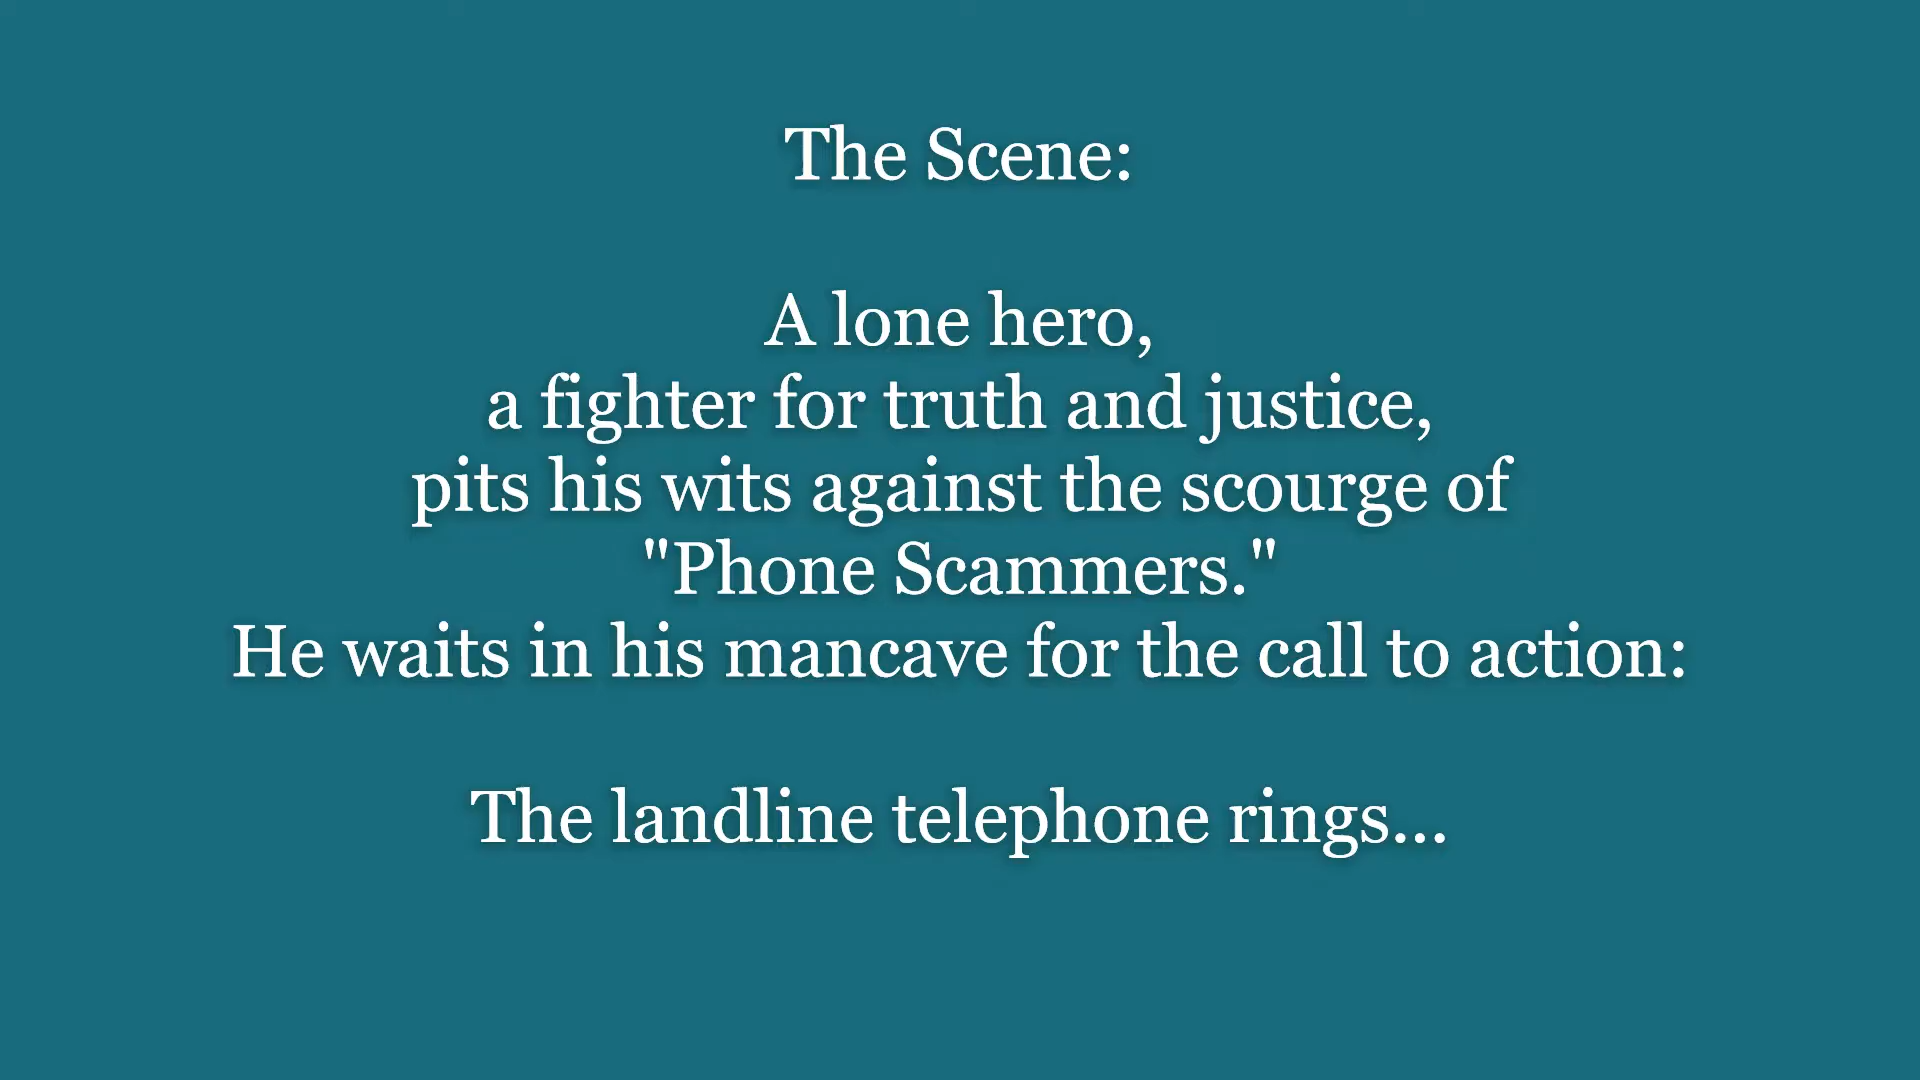 The Scene:
A lone hero,
a fighter for truth and justice,
pits his wits against the scourge of
"Phone Scammers."
He waits in his mancave for the call to action:
The landline telephone rings...